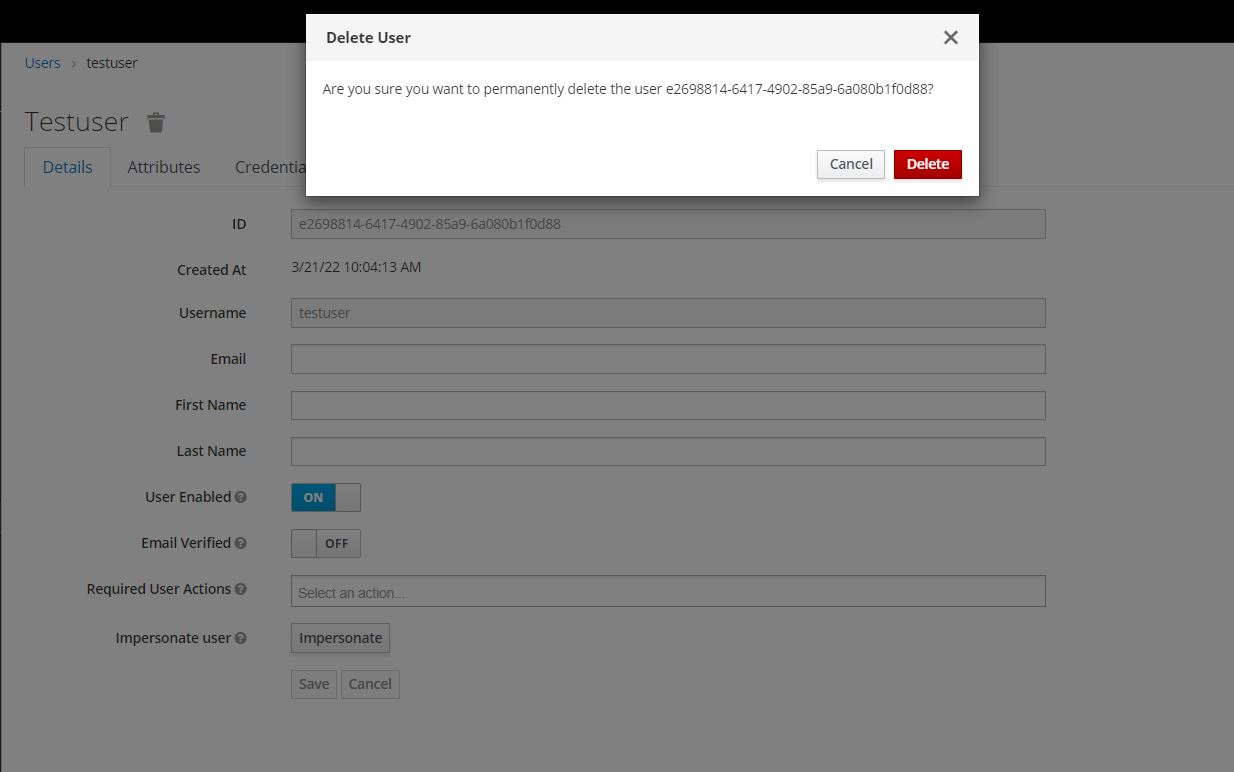 Delete User
Are you sure you want to permanently delete the user e2698814-6417-4902-85a9-6a080b1f0d88?
Cancel Delete
Users › testuser
Testuser
Details Attributes Credentia
ID e2698814-6417-4902-85a9-6a080b1f0d88
Created At 3/21/22 10:04:13 AM
Username testuser
Email
First Name
Last Name
User Enabled ON
Email Verified OFF
Required User Actions Select an action...
Impersonate user Impersonate
Save Cancel